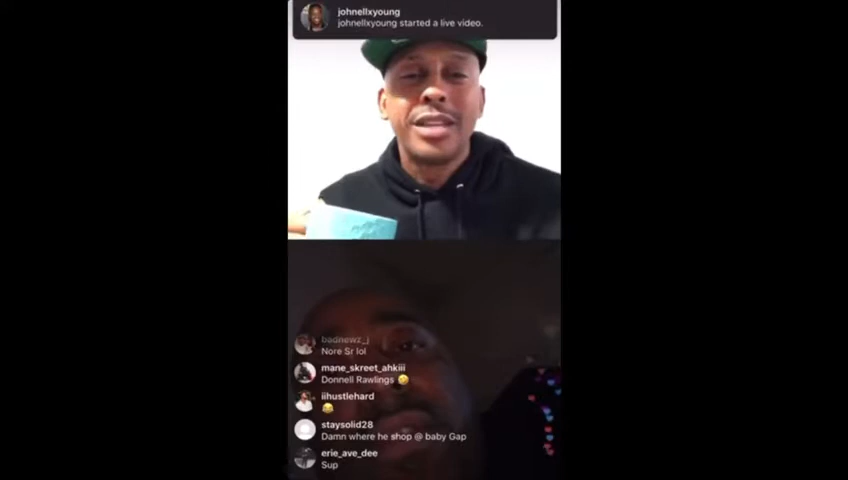 johnellxyoung
johnellxyoung started a live video.
badnewz_j
Nore Sr lol
mane_skreet_ahkiii
Donnell Rawlings 🤣
iihustlehard
😂
staysolid28
Damn where he shop @ baby Gap
erie_ave_dee
Sup